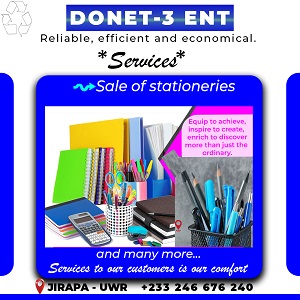 DONET-3 ENT
Reliable, efficient and economical.
*Services*
Sale of stationeries
Equip to achieve,
inspire to create,
enrich to discover
more than just the
ordinary.
and many more...
Services to our customers is our comfort
JIRAPA - UWR +233 246 676 240